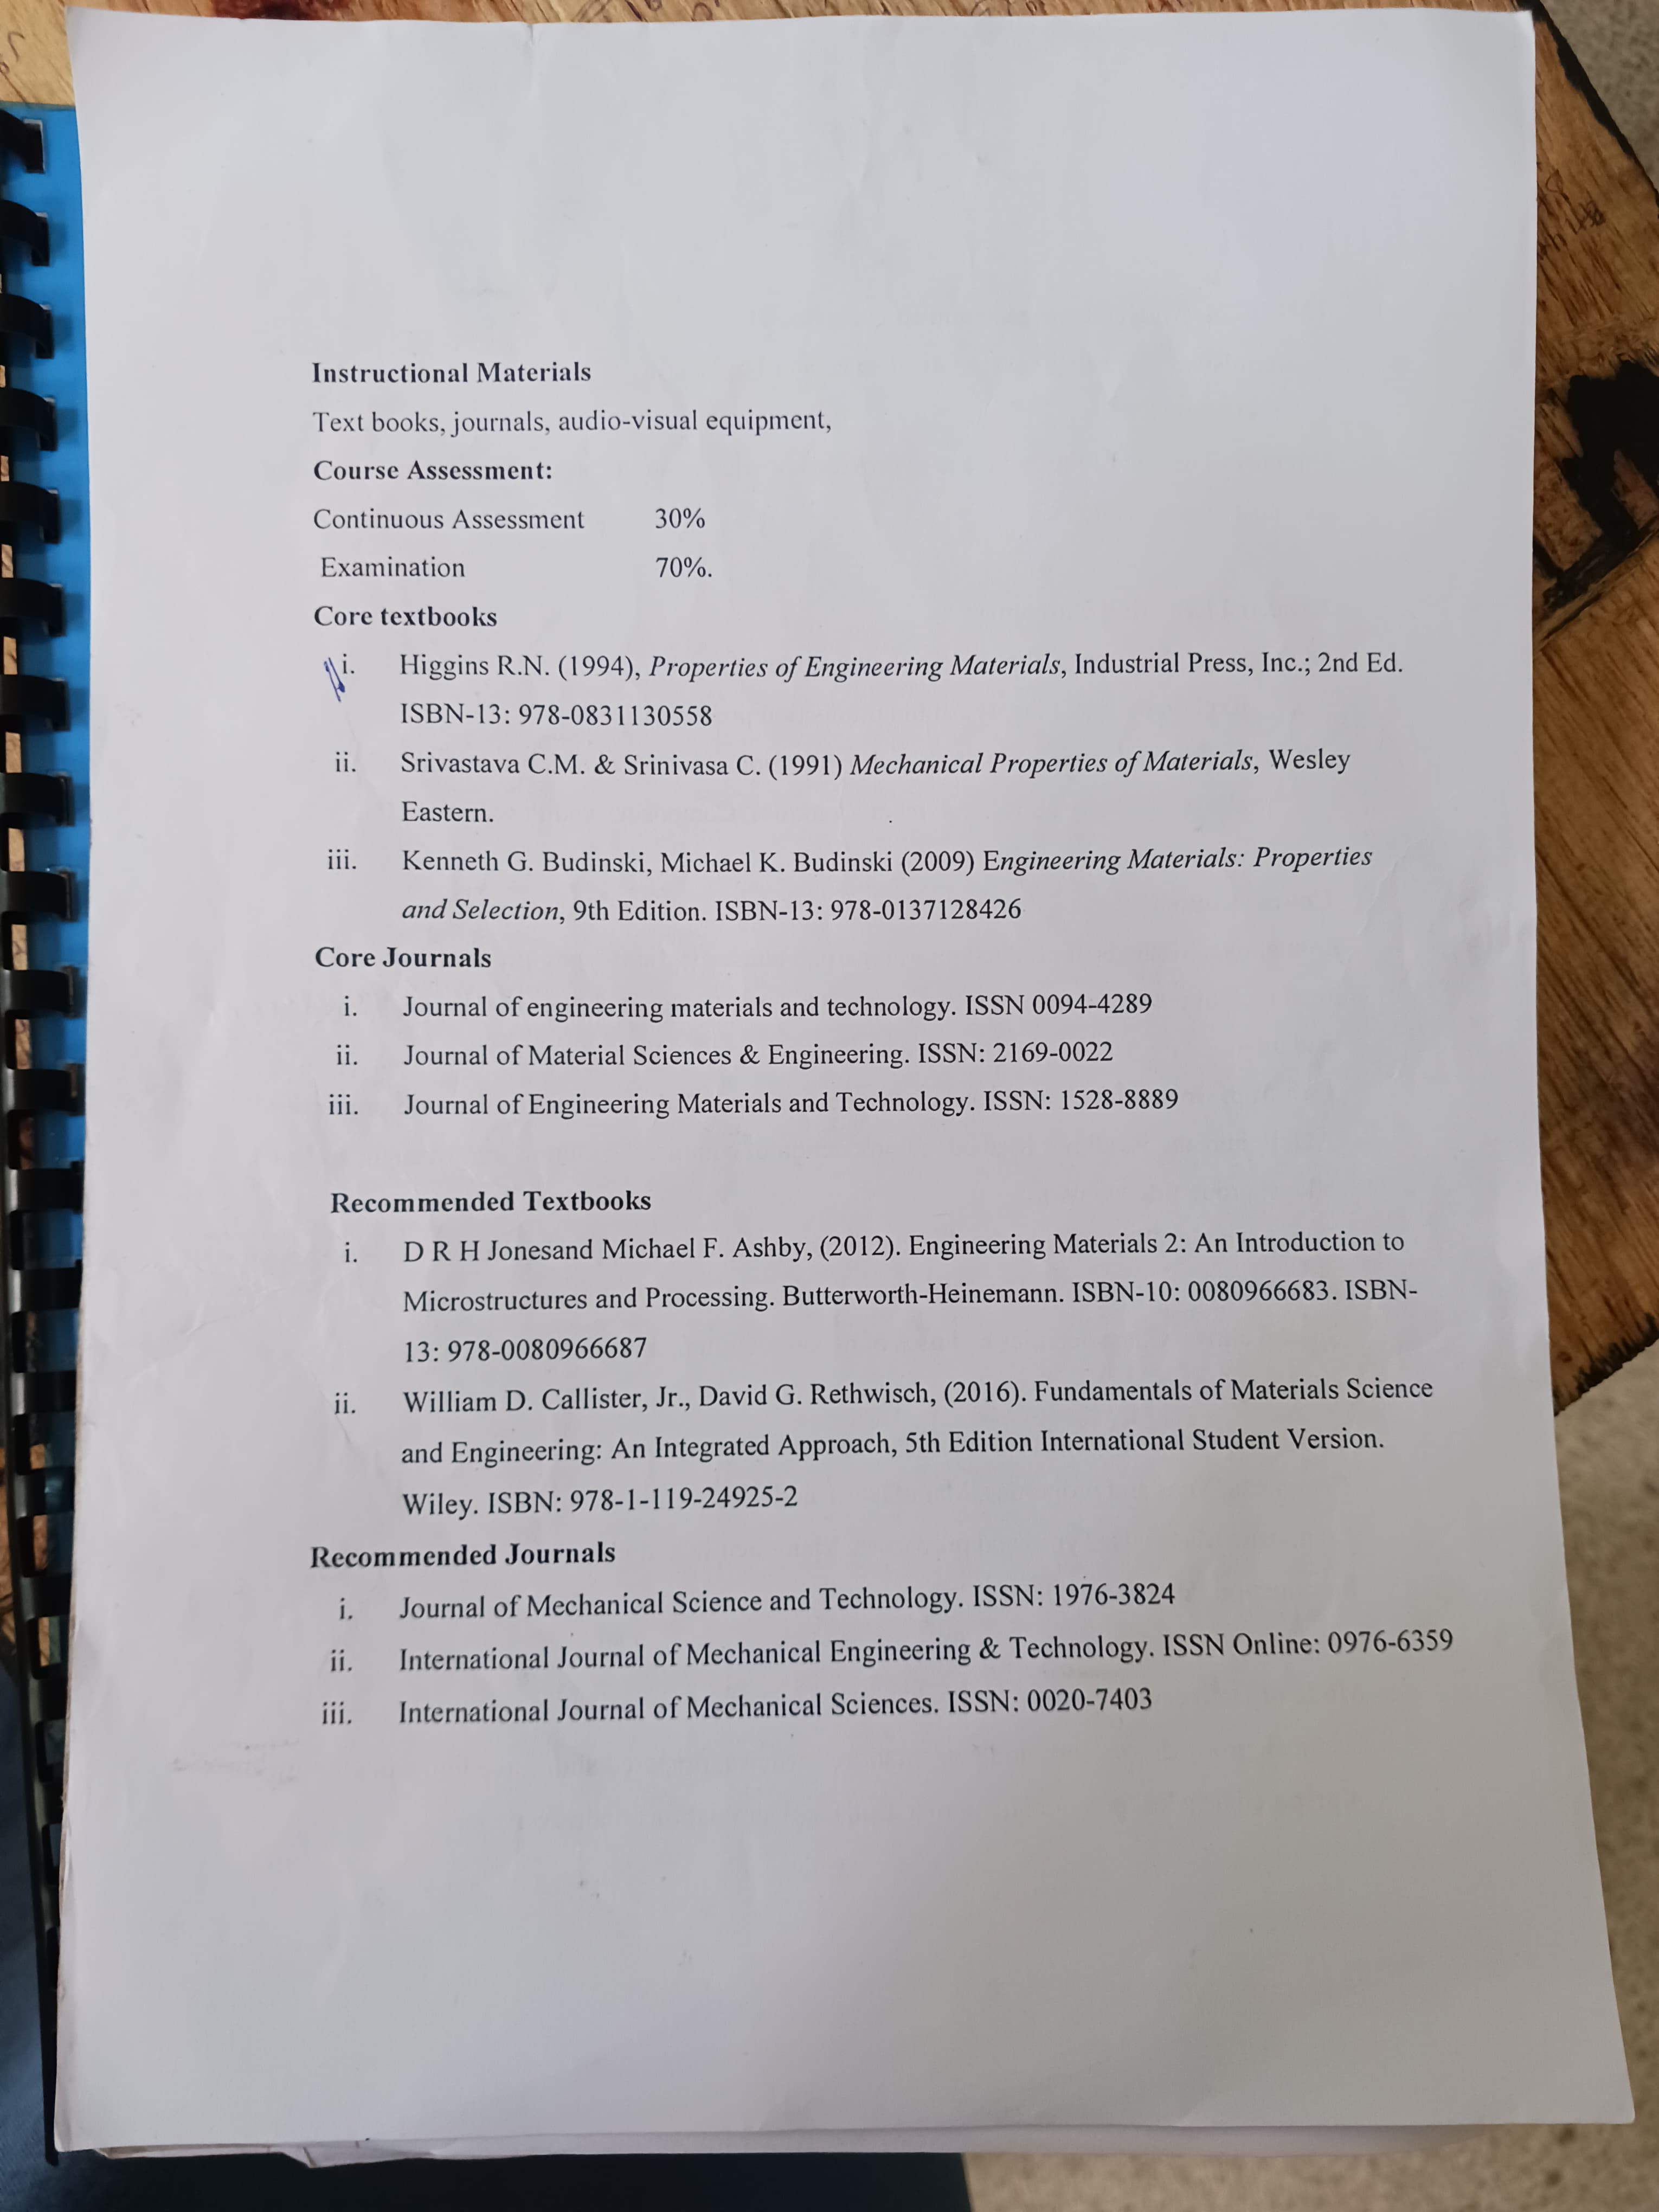 Instructional Materials
Text books, journals, audio-visual equipment,
Course Assessment:
Continuous Assessment 30%
Examination 70%.
Core textbooks
i. Higgins R.N. (1994), Properties of Engineering Materials, Industrial Press, Inc.; 2nd Ed.
ISBN-13: 978-0831130558
ii. Srivastava C.M. & Srinivasa C. (1991) Mechanical Properties of Materials, Wesley
Eastern.
iii. Kenneth G. Budinski, Michael K. Budinski (2009) Engineering Materials: Properties
and Selection, 9th Edition. ISBN-13: 978-0137128426
Core Journals
i. Journal of engineering materials and technology. ISSN 0094-4289
ii. Journal of Material Sciences & Engineering. ISSN: 2169-0022
iii. Journal of Engineering Materials and Technology. ISSN: 1528-8889
Recommended Textbooks
i. D R H Jonesand Michael F. Ashby, (2012). Engineering Materials 2: An Introduction to
Microstructures and Processing. Butterworth-Heinemann. ISBN-10: 0080966683. ISBN-
13: 978-0080966687
ii. William D. Callister, Jr., David G. Rethwisch, (2016). Fundamentals of Materials Science
and Engineering: An Integrated Approach, 5th Edition International Student Version.
Wiley. ISBN: 978-1-119-24925-2
Recommended Journals
i. Journal of Mechanical Science and Technology. ISSN: 1976-3824
ii. International Journal of Mechanical Engineering & Technology. ISSN Online: 0976-6359
iii. International Journal of Mechanical Sciences. ISSN: 0020-7403